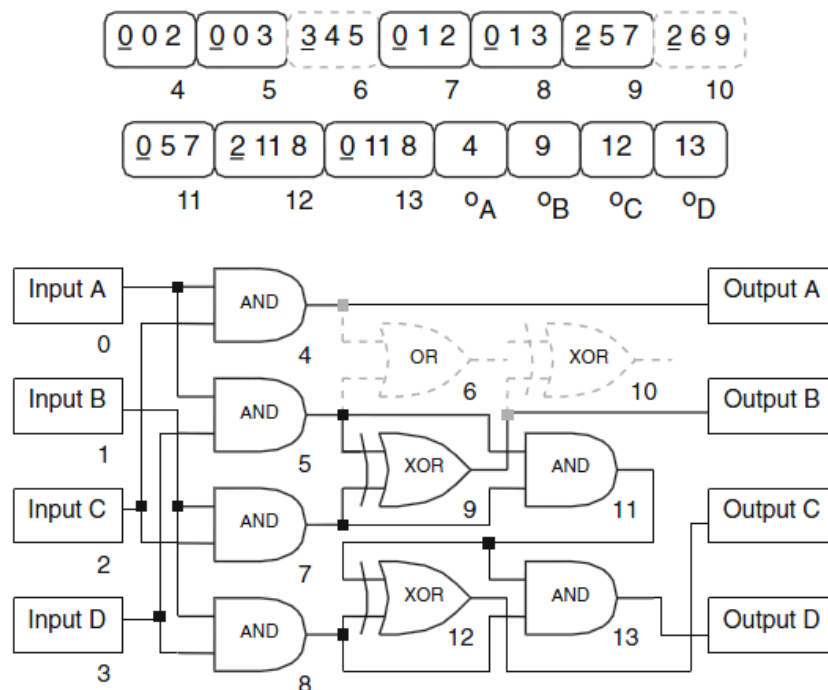 0 0 2 0 0 3 3 4 5 0 1 2 0 1 3 2 5 7 2 6 9
4 5 6 7 8 9 10
0 5 7 2 11 8 0 11 8 4 9 12 13
11 12 13 oA oB oC oD
Input A AND Output A
0 4
OR XOR
6 10
Input B AND Output B
1 5
XOR AND
9 11
Input C AND Output C
2 7
XOR AND
12 13
Input D AND Output D
3 8